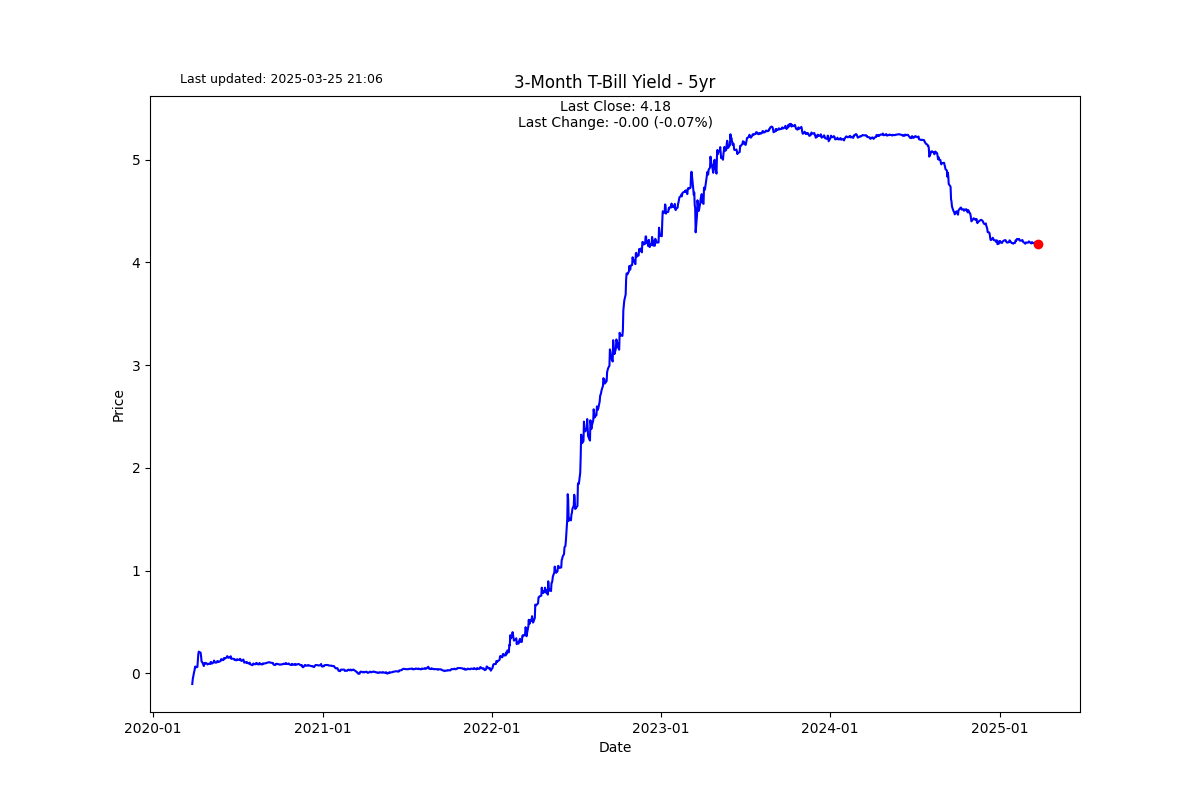 Last updated: 2025-03-25 21:06
3-Month T-Bill Yield - 5yr
Last Close: 4.18
Last Change: -0.00 (-0.07%)
5
4
3
2
1
0
Price
2020-01
2021-01
2022-01
2023-01
2024-01
2025-01
Date